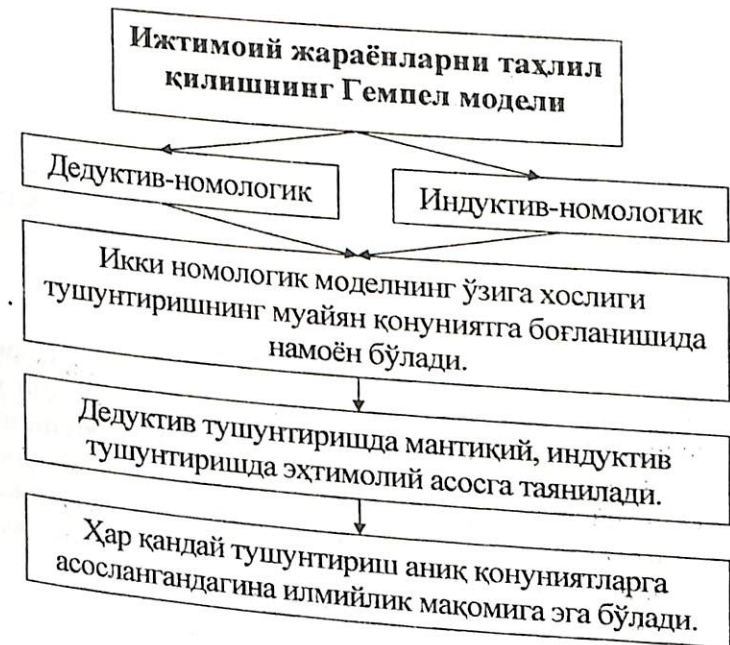 Ижтимоий жараёнларни таҳлил
қилишнинг Гемпел модели
Дедуктив-номологик
Индуктив-номологик
Икки номологик моделнинг ўзига хослиги
тушунтиришнинг муайян қонуниятга боғланишида
намоён бўлади.
Дедуктив тушунтиришда мантиқий, индуктив
тушунтиришда эҳтимолий асосга таянилади.
Ҳар қандай тушунтириш аниқ қонуниятларга
асослангандагина илмийлик мақомига эга бўлади.